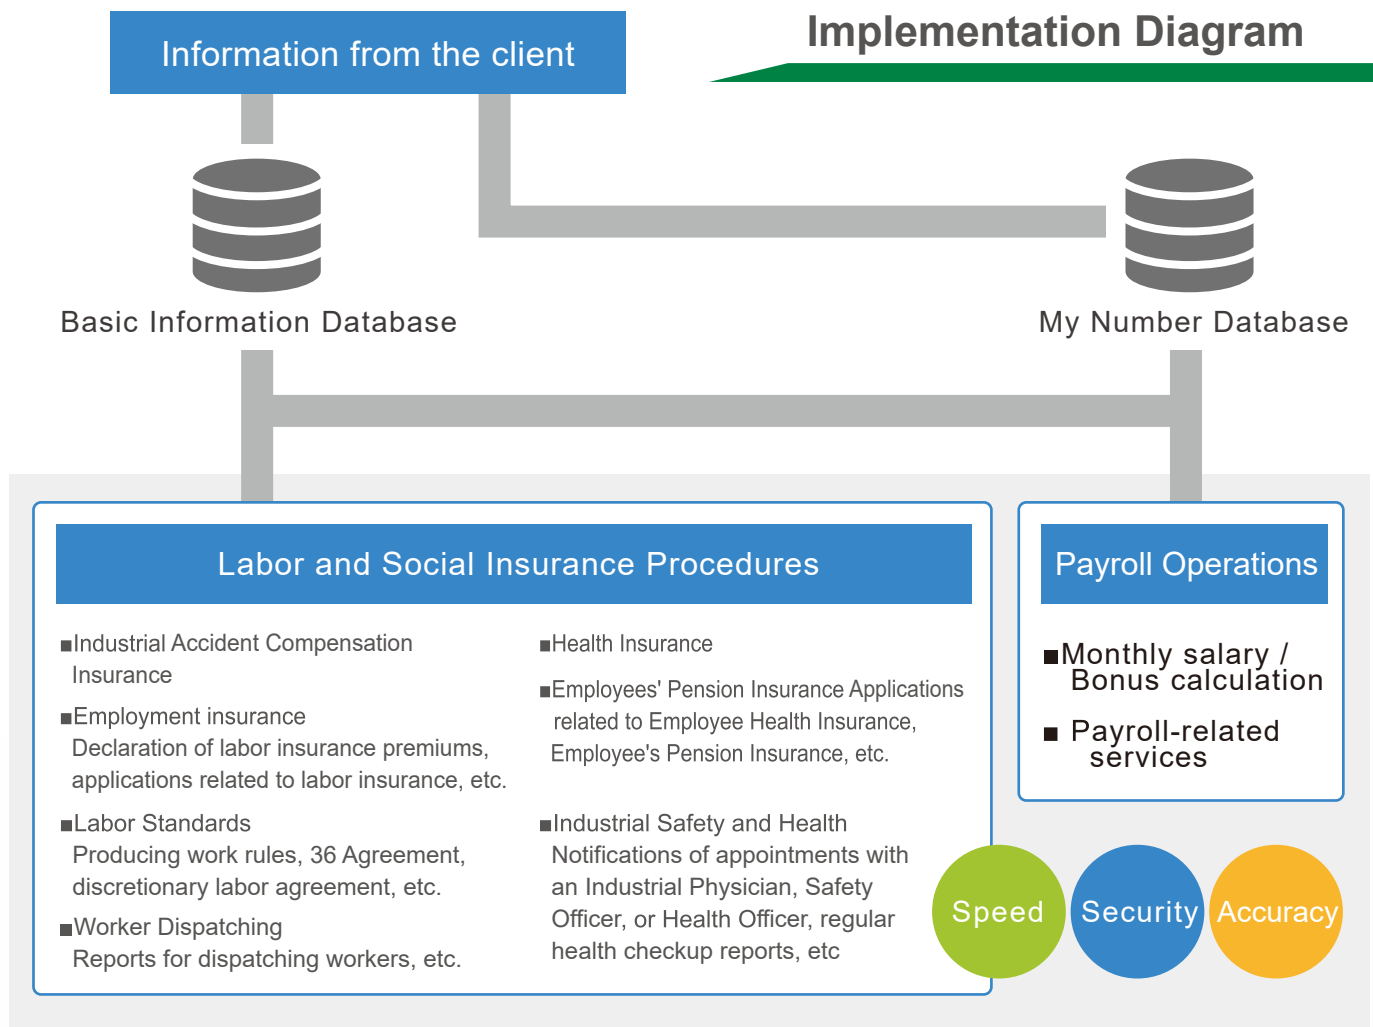 Implementation Diagram
Information from the client
Basic Information Database
My Number Database
Labor and Social Insurance Procedures
■Industrial Accident Compensation
Insurance
■Employment insurance
Declaration of labor insurance premiums,
applications related to labor insurance, etc.
■Labor Standards
Producing work rules, 36 Agreement,
discretionary labor agreement, etc.
■Worker Dispatching
Reports for dispatching workers, etc.
■Health Insurance
■Employees' Pension Insurance Applications
related to Employee Health Insurance,
Employee's Pension Insurance, etc.
■Industrial Safety and Health
Notifications of appointments with
an Industrial Physician, Safety
Officer, or Health Officer, regular
health checkup reports, etc
Payroll Operations
■Monthly salary /
Bonus calculation
■ Payroll-related
services
Speed
Security
Accuracy